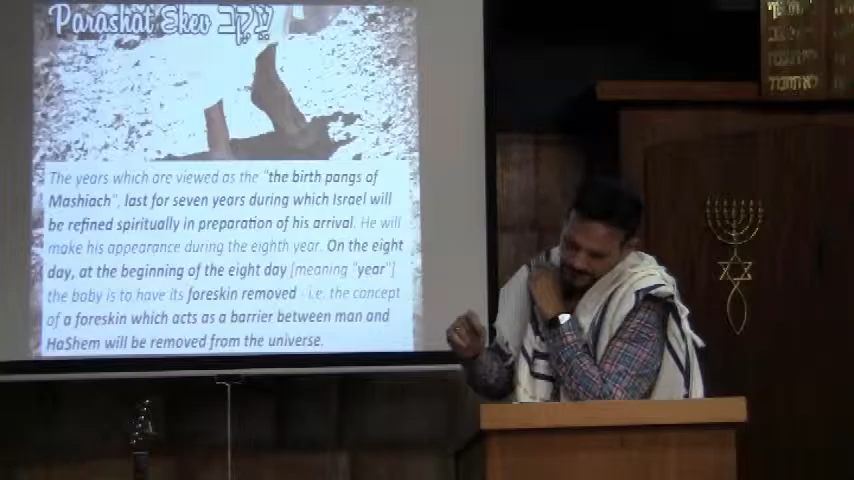 Parashat Ekev עֵקֶב
The years which are viewed as the "the birth pangs of
Mashiach", last for seven years during which Israel will
be refined spiritually in preparation of his arrival. He will
make his appearance during the eighth year. On the eight
day, at the beginning of the eight day [meaning "year"]
the baby is to have its foreskin removed - i.e. the concept
of a foreskin which acts as a barrier between man and
HaShem will be removed from the universe.